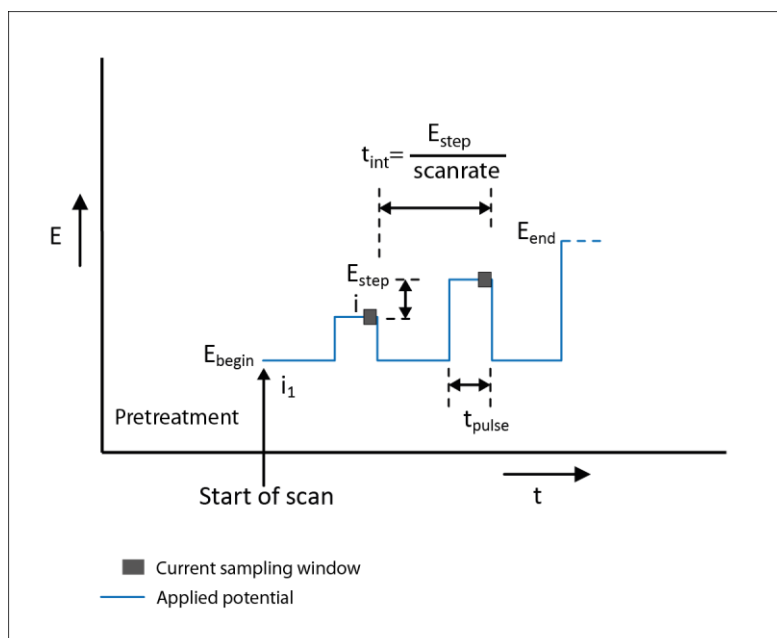 E_step
t_int= scanrate
E
E_end
E_step
i
E_begin
i_1
Pretreatment
t_pulse
Start of scan
t
Current sampling window
Applied potential